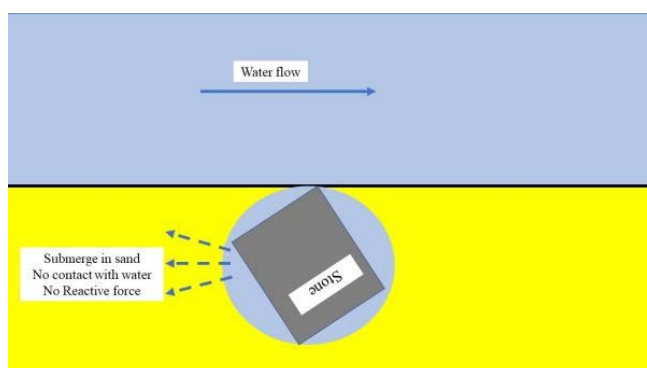 Water flow
Submerge in sand
No contact with water
No Reactive force
Stone